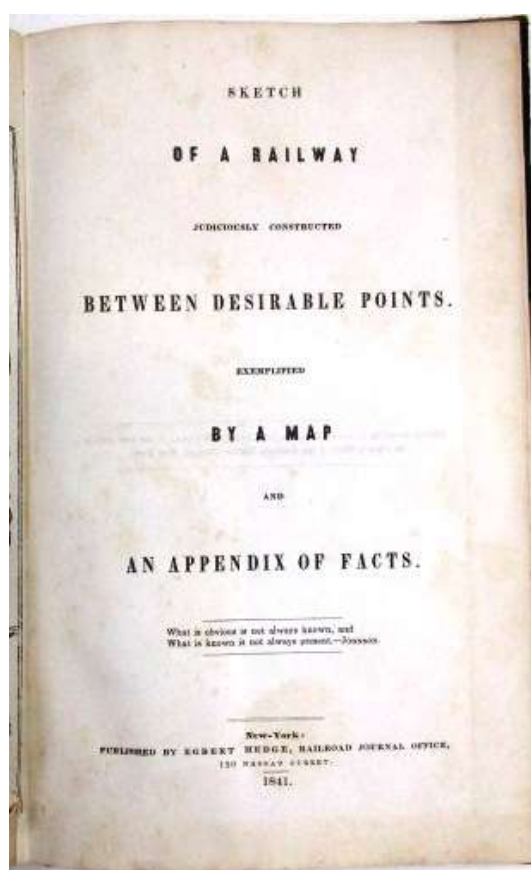 SKETCH
OF A RAILWAY
JUDICIOUSLY CONSTRUCTED
BETWEEN DESIRABLE POINTS.
EXEMPLIFIED
BY A MAP
AND
AN APPENDIX OF FACTS.
What is obvious is not always known, and
What is known is not always present.—Johnson.
New-York:
PUBLISHED BY EGBERT HEDGE, RAILROAD JOURNAL OFFICE,
NASSAU STREET.
1841.